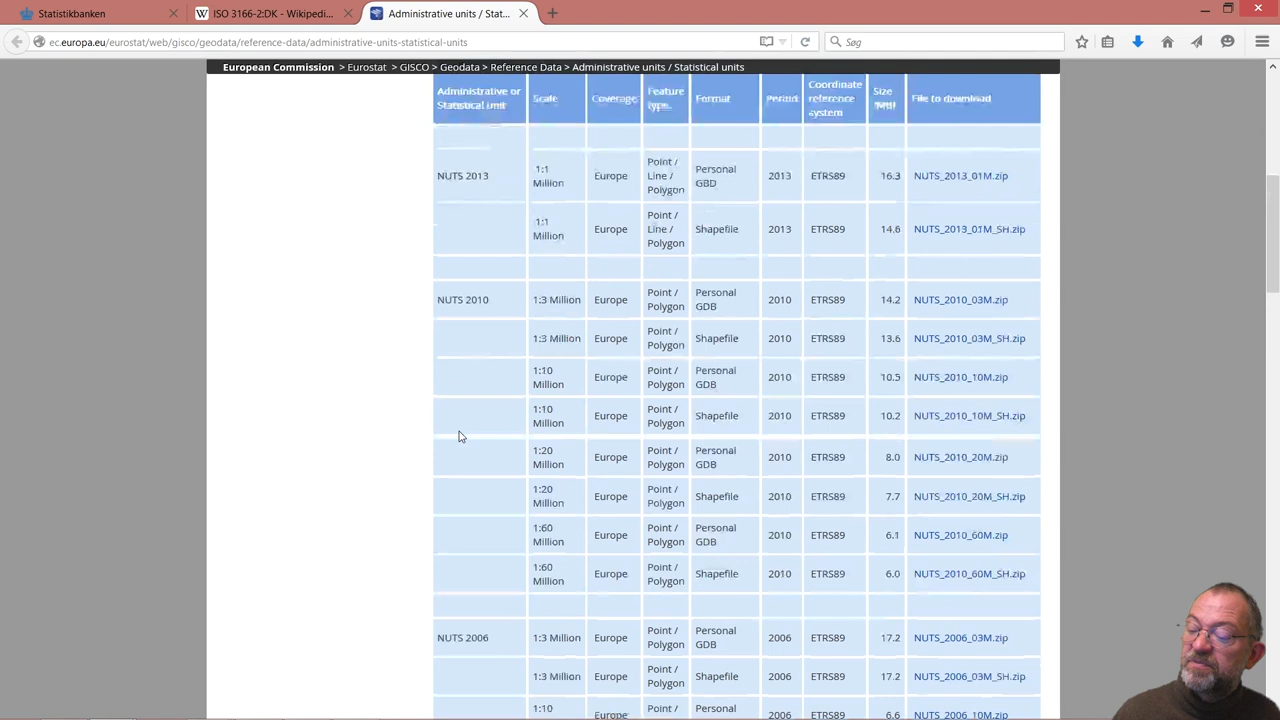 Statistikbanken
ISO 3166-2:DK - Wikipedi...
Administrative units / Stat...
ec.europa.eu/eurostat/web/gisco/geodata/reference-data/administrative-units-statistical-units
Søg
European Commission > Eurostat > GISCO > Geodata > Reference Data > Administrative units / Statistical units
Administrative or
Statistical unit
Scale
Coverage
Feature
type
Format
Period
Coordinate
reference
system
Size
File to download
NUTS 2013
1:1
Million
Europe
Point /
Line /
Polygon
Personal
GBD
2013
ETRS89
16.3
NUTS_2013_01M.zip
1:1
Million
Europe
Point /
Line /
Polygon
Shapefile
2013
ETRS89
14.6
NUTS_2013_01M_SH.zip
NUTS 2010
1:3 Million
Europe
Point /
Polygon
Personal
GDB
2010
ETRS89
14.2
NUTS_2010_03M.zip
1:3 Million
Europe
Point /
Polygon
Shapefile
2010
ETRS89
13.6
NUTS_2010_03M_SH.zip
1:10
Million
Europe
Point /
Polygon
Personal
GDB
2010
ETRS89
10.5
NUTS_2010_10M.zip
1:10
Million
Europe
Point /
Polygon
Shapefile
2010
ETRS89
10.2
NUTS_2010_10M_SH.zip
1:20
Million
Europe
Point /
Polygon
Personal
GDB
2010
ETRS89
8.0
NUTS_2010_20M.zip
1:20
Million
Europe
Point /
Polygon
Shapefile
2010
ETRS89
7.7
NUTS_2010_20M_SH.zip
1:60
Million
Europe
Point /
Polygon
Personal
GDB
2010
ETRS89
6.1
NUTS_2010_60M.zip
1:60
Million
Europe
Point /
Polygon
Shapefile
2010
ETRS89
6.0
NUTS_2010_60M_SH.zip
NUTS 2006
1:3 Million
Europe
Point /
Polygon
Personal
GDB
2006
ETRS89
17.2
NUTS_2006_03M.zip
1:3 Million
Europe
Point /
Polygon
Shapefile
2006
ETRS89
17.2
NUTS_2006_03M_SH.zip
1:10
Europe
Point /
Personal
2006
ETRS89
6.6
NUTS_2006_10M.zip